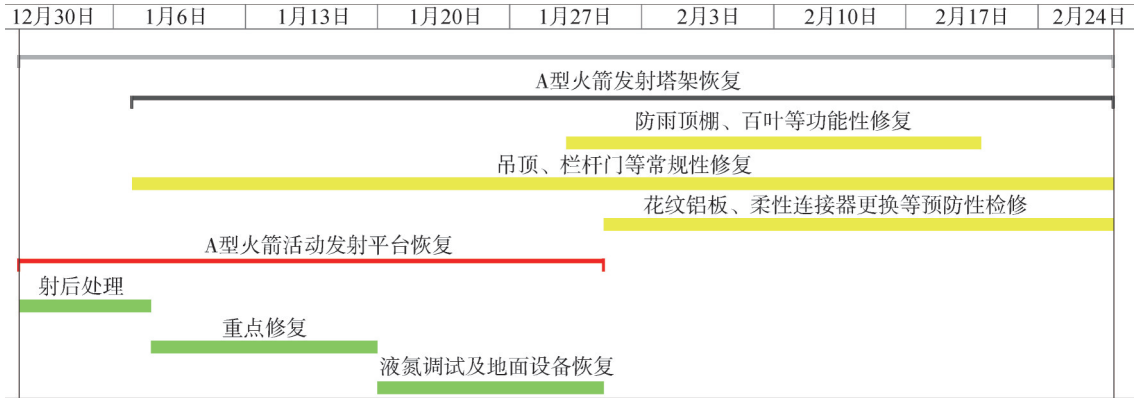 12月30日 1月6日 1月13日 1月20日 1月27日 2月3日 2月10日 2月17日 2月24日
A型火箭发射塔架恢复
防雨顶棚、百叶等功能性修复
吊顶、栏杆门等常规性修复
花纹铝板、柔性连接器更换等预防性检修
A型火箭活动发射平台恢复
射后处理
重点修复
液氮调试及地面设备恢复